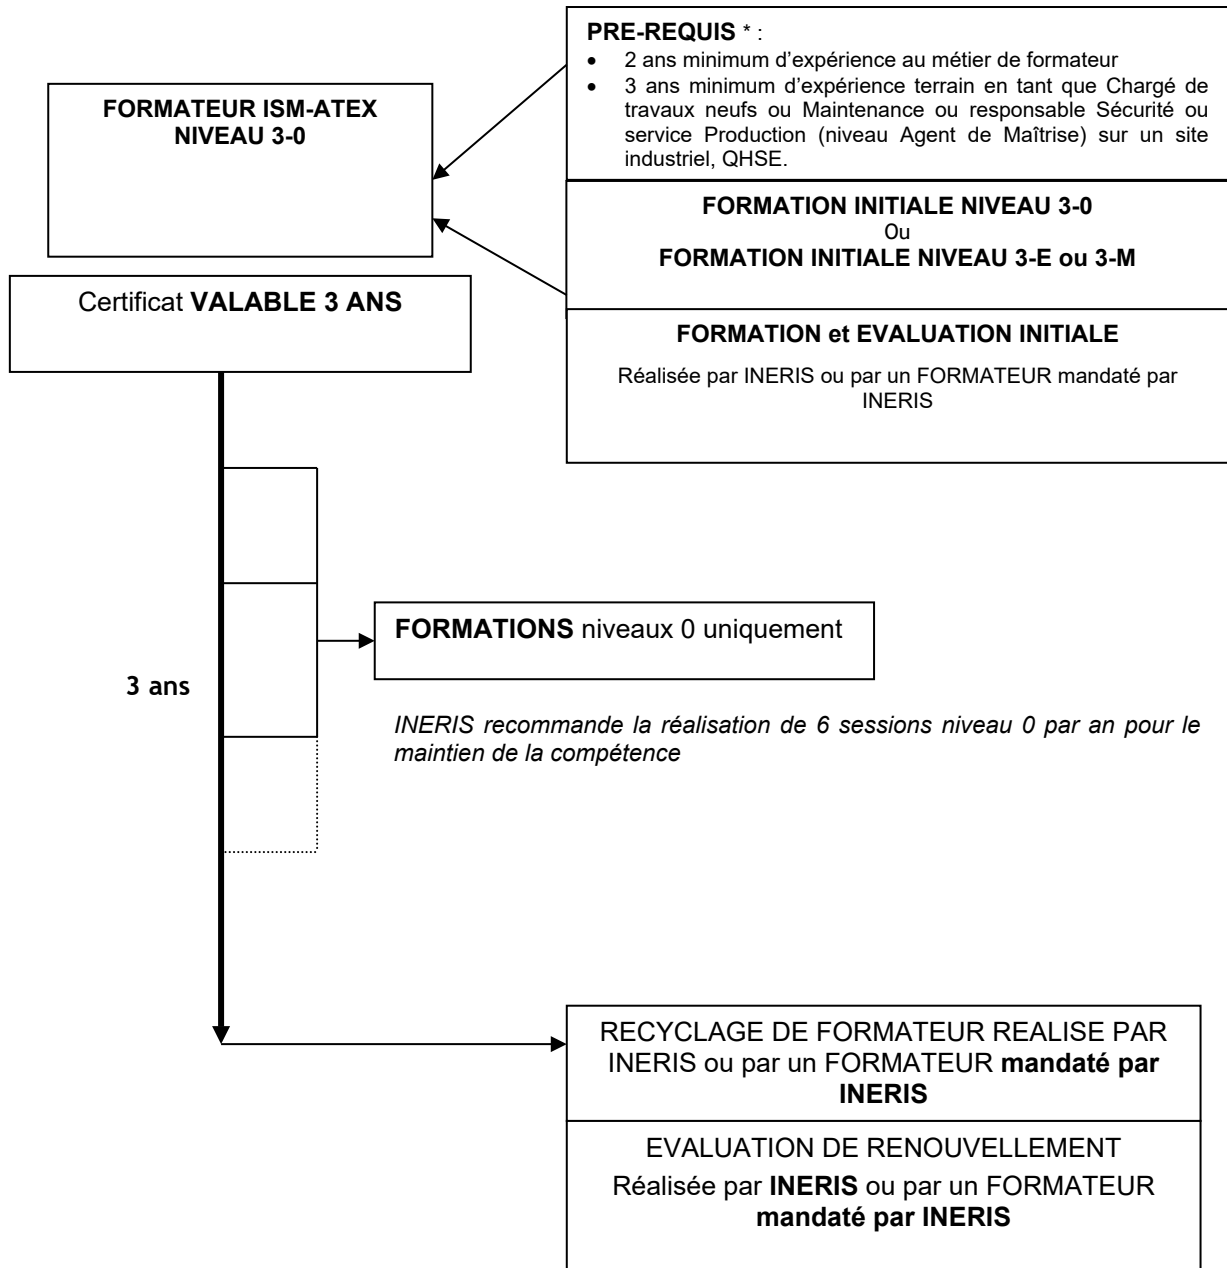 PRE-REQUIS * :
• 2 ans minimum d'expérience au métier de formateur
• 3 ans minimum d'expérience terrain en tant que Chargé de
travaux neufs ou Maintenance ou responsable Sécurité ou
service Production (niveau Agent de Maîtrise) sur un site
industriel, QHSE.
FORMATEUR ISM-ATEX
NIVEAU 3-0
FORMATION INITIALE NIVEAU 3-0
Ou
FORMATION INITIALE NIVEAU 3-E ou 3-M
Certificat VALABLE 3 ANS
FORMATION et EVALUATION INITIALE
Réalisée par INERIS ou par un FORMATEUR mandaté par
INERIS
FORMATIONS niveaux 0 uniquement
3 ans
INERIS recommande la réalisation de 6 sessions niveau 0 par an pour le
maintien de la compétence
RECYCLAGE DE FORMATEUR REALISE PAR
INERIS ou par un FORMATEUR mandaté par
INERIS
EVALUATION DE RENOUVELLEMENT
Réalisée par INERIS ou par un FORMATEUR
mandaté par INERIS